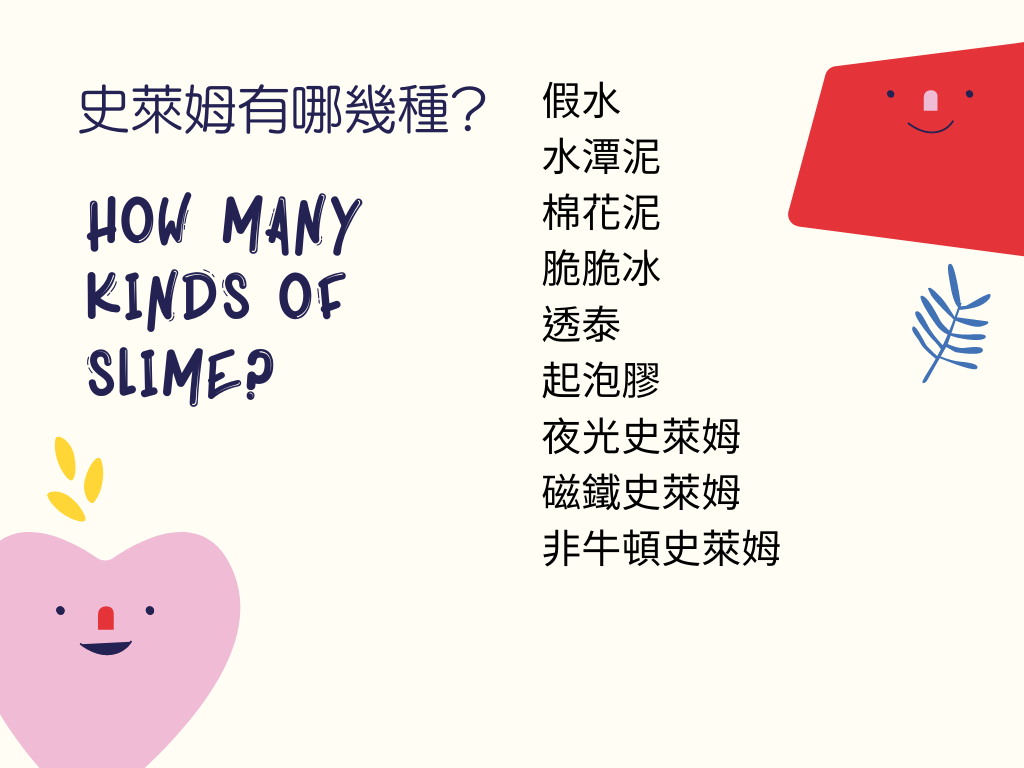 史萊姆有哪幾種?
HOW MANY
KINDS OF
SLIME?
假水
水潭泥
棉花泥
脆脆冰
透泰
起泡膠
夜光史萊姆
磁鐵史萊姆
非牛頓史萊姆